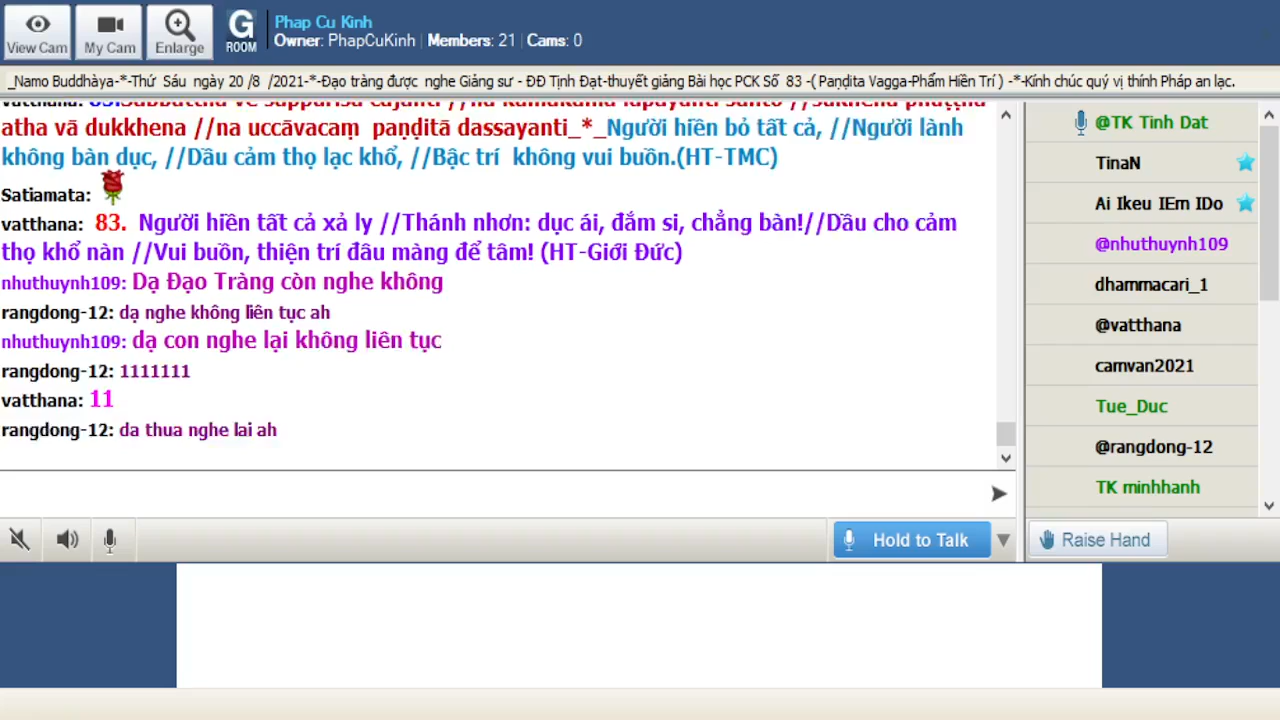 View Cam
My Cam
Enlarge
G
ROOM
Phap Cu Kinh
Owner: PhapCuKinh | Members: 21 | Cams: 0
_Namo Buddhàya-*-Thứ Sáu ngày 20 /8 /2021-*-Đạo tràng được nghe Giảng sư - ĐĐ Tịnh Đạt-thuyết giảng Bài học PCK Số 83 -( Paṇḍita Vagga-Phẩm Hiền Trí ) -*-Kính chúc quý vị thính Pháp an lạc.
atha vā dukkhena //na uccāvacaṃ paṇḍitā dassayanti_*_Người hiền bỏ tất cả, //Người lành
không bàn dục, //Dầu cảm thọ lạc khổ, //Bậc trí không vui buồn.(HT-TMC)
Satiamata:
vatthana: 83. Người hiền tất cả xả ly //Thánh nhơn: dục ái, đắm si, chẳng bàn!//Dầu cho cảm
thọ khổ nàn //Vui buồn, thiện trí đâu màng để tâm! (HT-Giới Đức)
nhuthuynh109: Dạ Đạo Tràng còn nghe không
rangdong-12: dạ nghe không liên tục ah
nhuthuynh109: dạ con nghe lại không liên tục
rangdong-12: 1111111
vatthana: 11
rangdong-12: da thua nghe lai ah
Hold to Talk
@TK Tinh Dat
TinaN
Ai Ikeu IEm IDo
@nhuthuynh109
dhammacari_1
@vatthana
camvan2021
Tue_Duc
@rangdong-12
TK minhhanh
Raise Hand